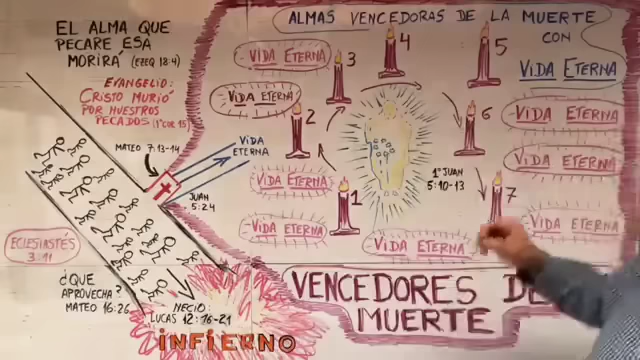 EL ALMA QUE
PECARE ESA
MORIRÁ (EZEQ 18:4)
EVANGELIO:
CRISTO MURIÓ
POR NUESTROS
PECADOS (1ªCOR 15)
MATEO 7:13-14
VIDA
ETERNA
JUAN
5:24
ECLESIASTÉS
3:11
¿QUE
APROVECHA?
MATEO 16:26
NECIO
LUCAS 12:16-21
INFIERNO
ALMAS VENCEDORAS DE LA MUERTE
CON
VIDA ETERNA
VIDA ETERNA
VIDA ETERNA
VIDA ETERNA
VIDA ETERNA
VIDA ETERNA
VIDA ETERNA
VIDA ETERNA
VIDA ETERNA
1
2
3
4
5
6
7
1ª JUAN
5:10-13
VENCEDORES DE
MUERTE